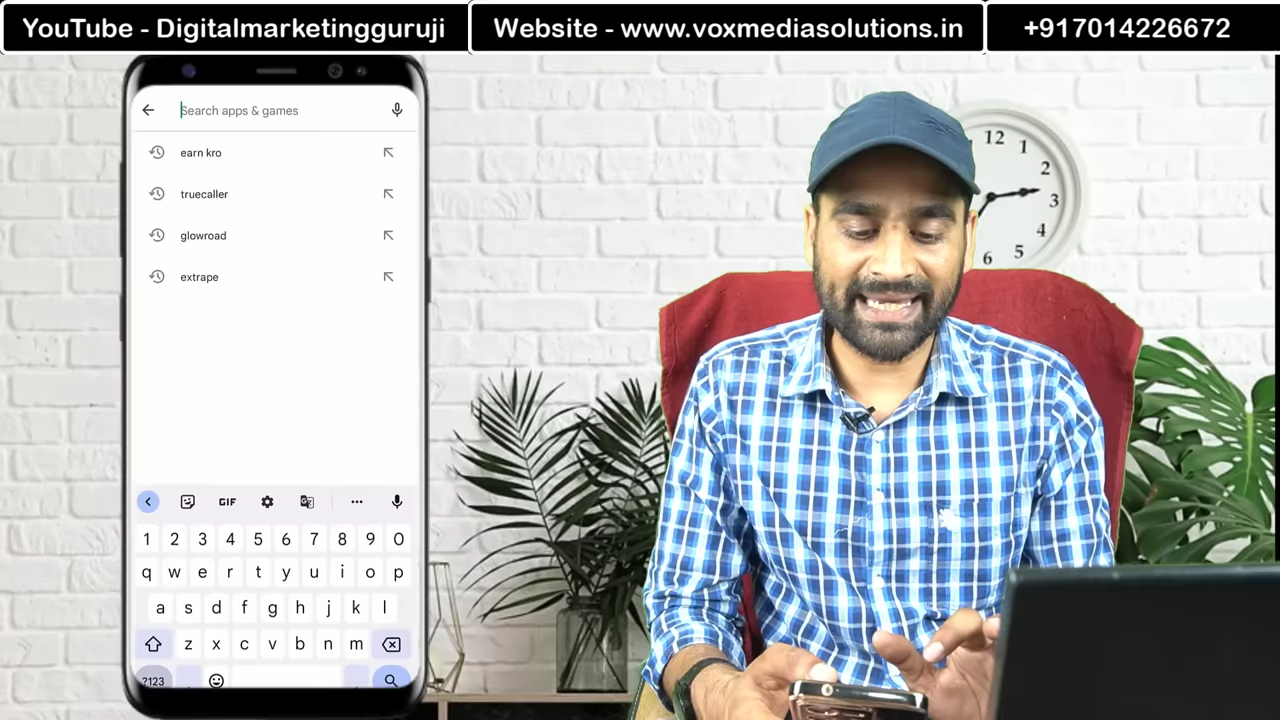 YouTube - Digitalmarketingguruji
Website - www.voxmediasolutions.in
+917014226672
Search apps & games
earn kro
truecaller
glowroad
extrape
GIF
1 2 3 4 5 6 7 8 9 0
q w e r t y u i o p
a s d f g h j k l
z x c v b n m
?123
12 1 2 3 4 5 6